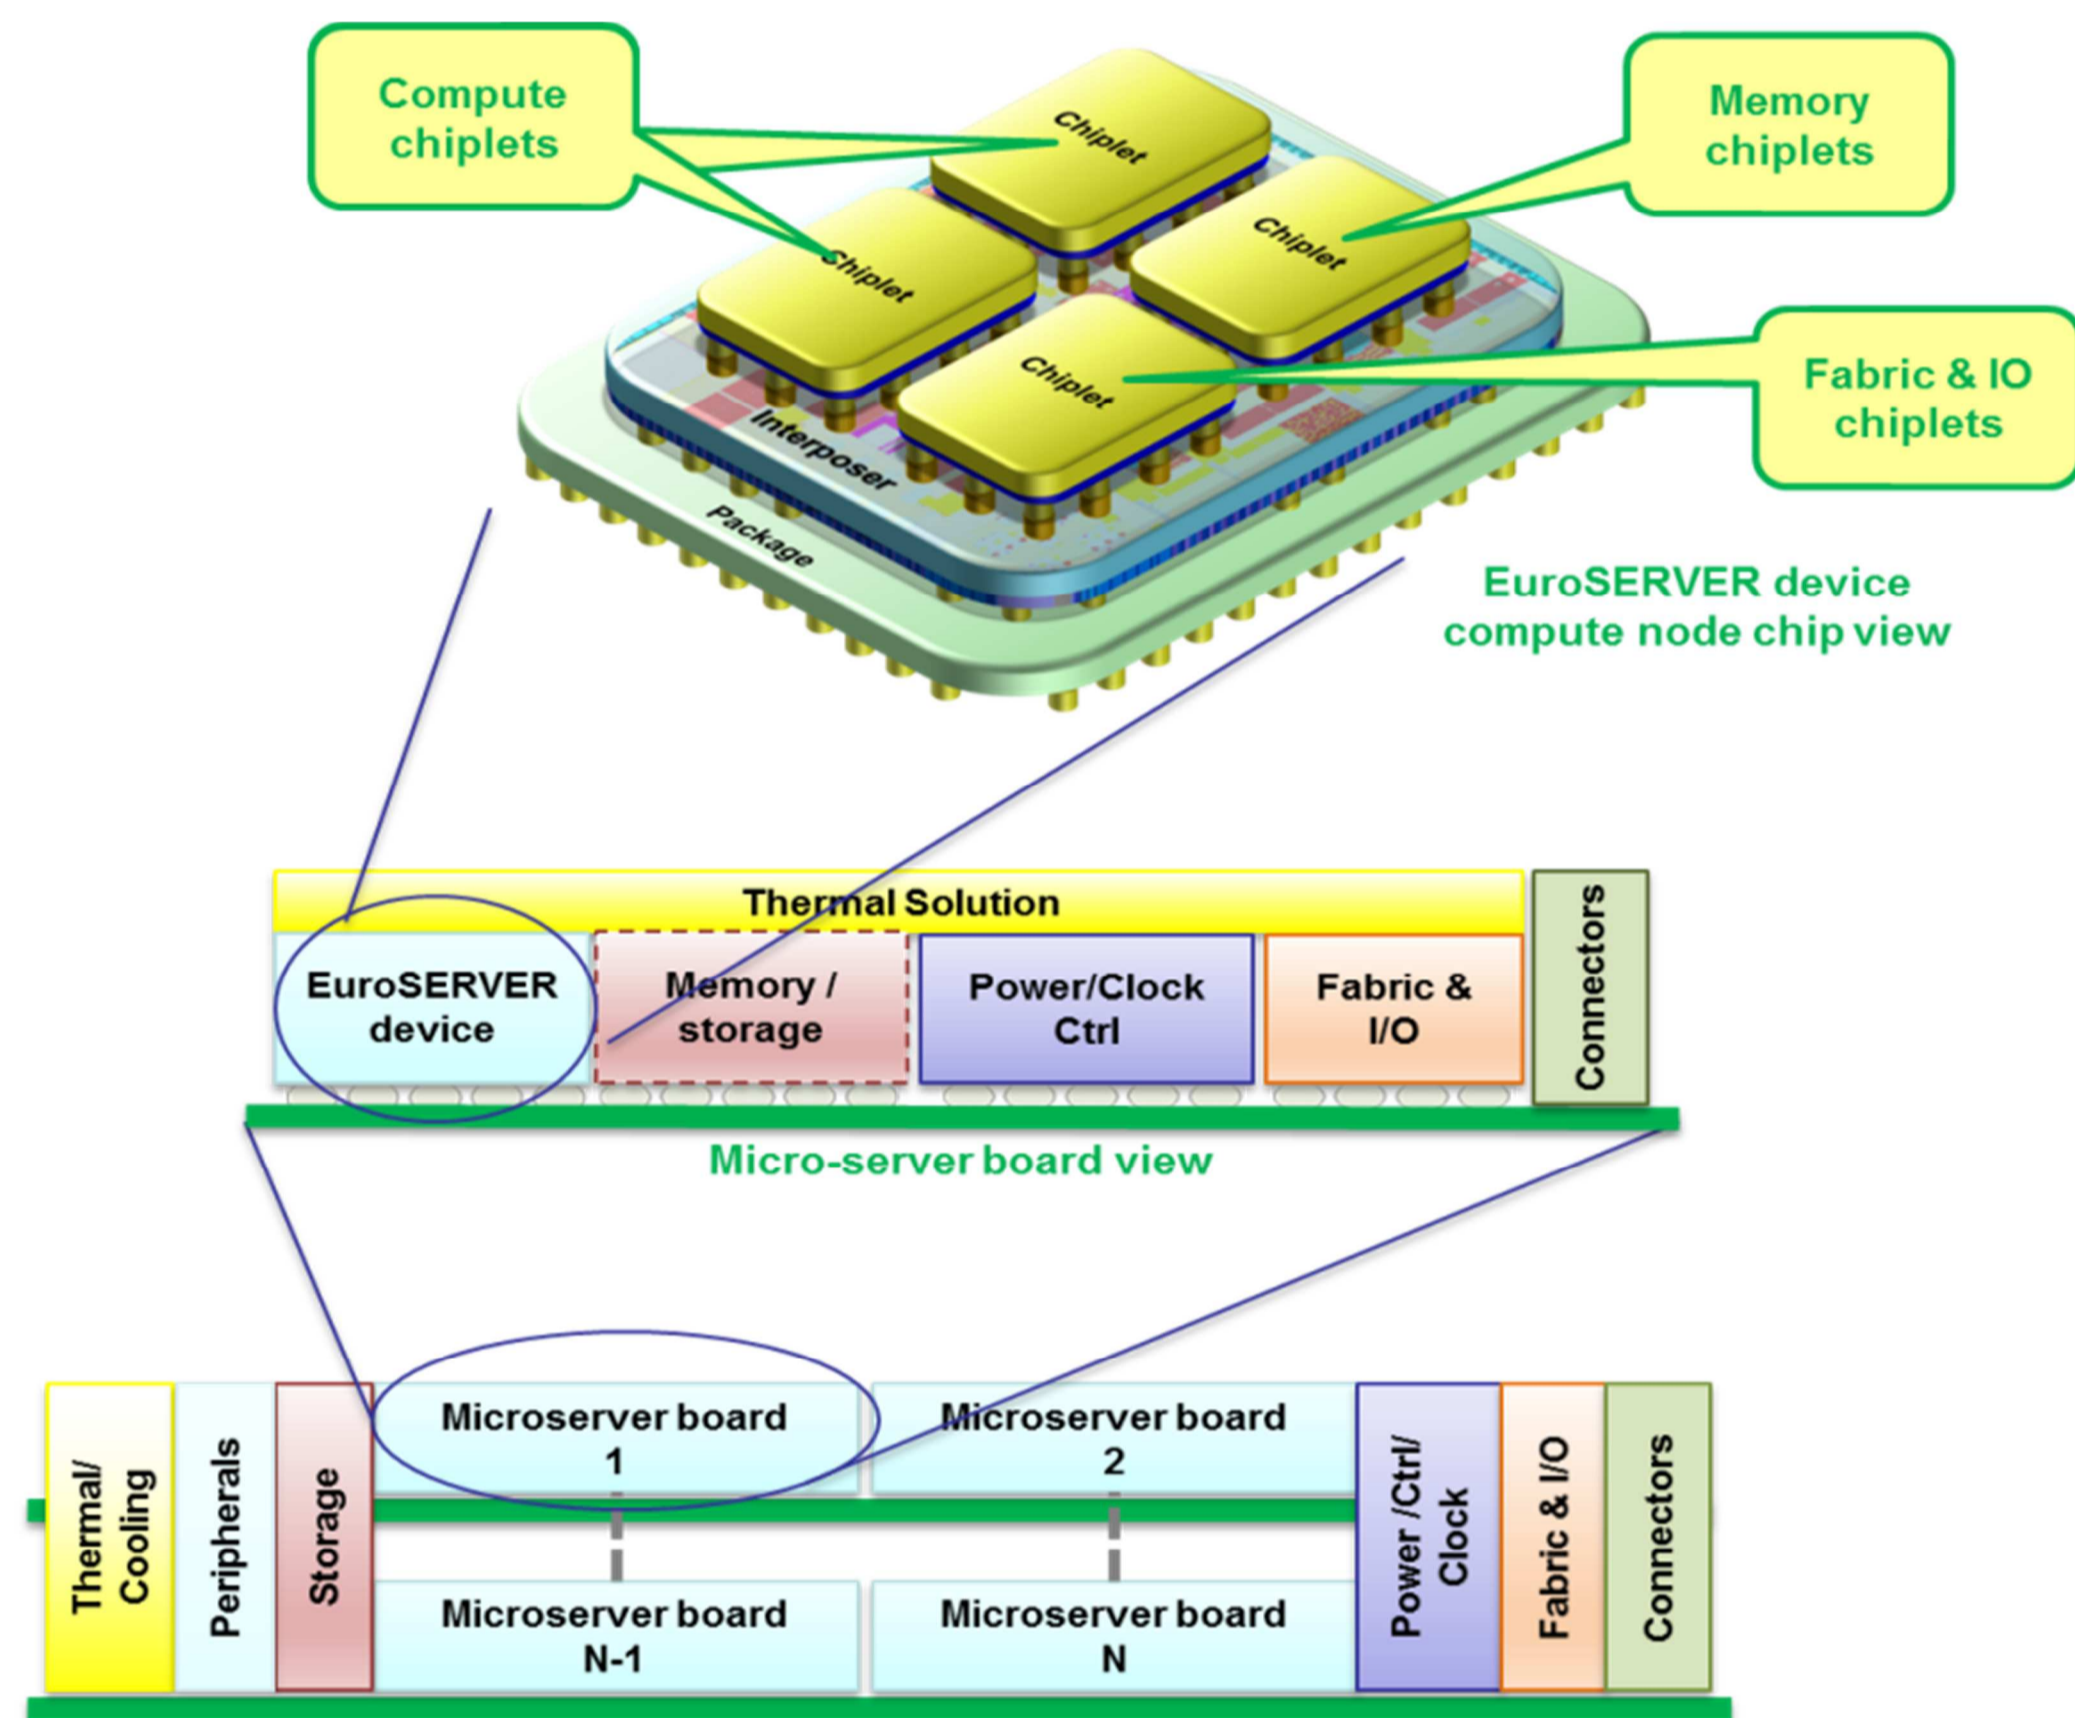 Compute
chiplets
Memory
chiplets
Fabric & IO
chiplets
Chiplet
Chiplet
Chiplet
Chiplet
Interposer
Package
EuroSERVER device
compute node chip view
Thermal Solution
EuroSERVER
device
Memory /
storage
Power/Clock
Ctrl
Fabric &
I/O
Connectors
Micro-server board view
Thermal/
Cooling
Peripherals
Storage
Microserver board
1
Microserver board
2
Microserver board
N-1
Microserver board
N
Power /Ctrl/
Clock
Fabric & I/O
Connectors